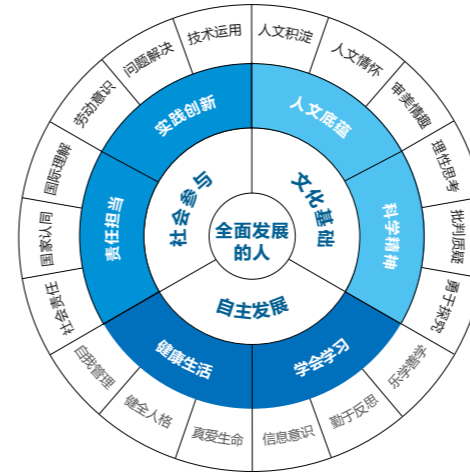 全面发展
的人
文化基础
自主发展
社会参与
人文底蕴
科学精神
学会学习
健康生活
责任担当
实践创新
人文积淀
人文情怀
审美情趣
理性思考
批判质疑
勇于探究
乐学善学
勤于反思
信息意识
真爱生命
健全人格
自我管理
社会责任
国家认同
国际理解
劳动意识
问题解决
技术运用